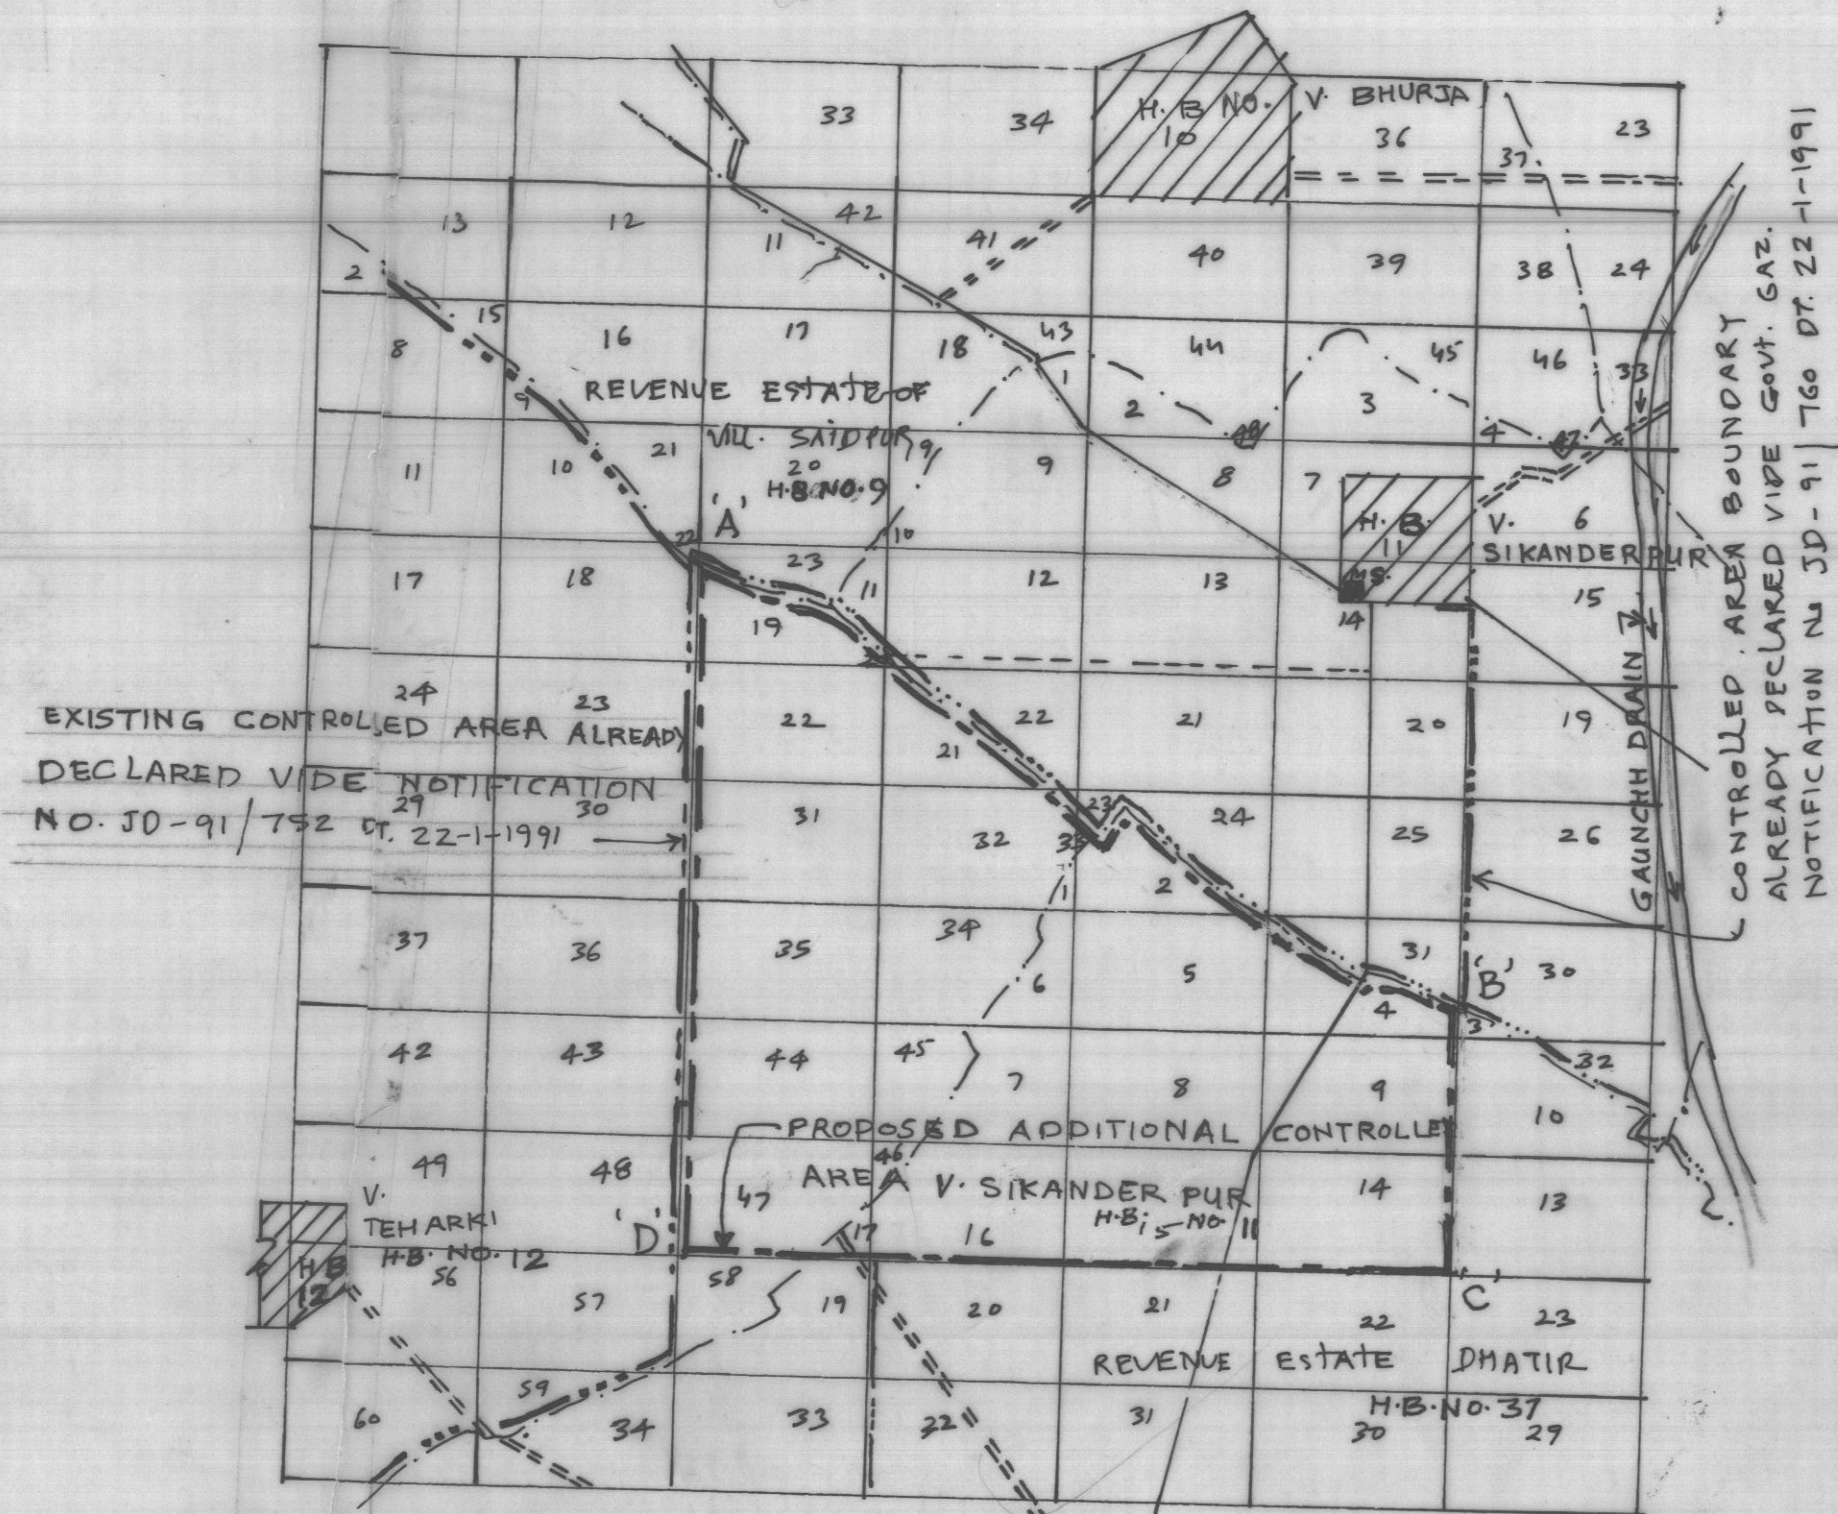 33 34 H.B NO. 10 V. BHURJA 36 37 23
13 12 11 42 41 40 39 38 24
2 15 16 17 18 43 44 45 46 33
8 9 1 2 3 4 47
REVENUE ESTATE OF
VILL. SAIDPUR
20
H.B NO. 9
11 10 21 9 9 8 7 6
'A'
H.B. 11
V. SIKANDERPUR
22 23 10
17 18 19 11 12 13 14 15
24 23 22 21 22 21 20 19
EXISTING CONTROLLED AREA ALREADY
DECLARED VIDE NOTIFICATION
NO. JD-91/752 DT. 22-1-1991
29 30 31 32 33 23 24 25 26
1 2
37 36 35 34 6 5 31 30
'B'
4 3
42 43 44 45 7 8 9 32 10
PROPOSED ADDITIONAL CONTROLLED
AREA V. SIKANDER PUR
H.B. NO. 11
49 48 47 46 14 13
17 16 15
V.
TEHARKI
H.B. NO. 12
HB
12
'D'
'C'
56 57 58 19 20 21 22 23
REVENUE ESTATE DHATIR
H.B. NO. 37
60 59 34 33 32 31 30 29
GAUNCHH DRAIN
CONTROLLED AREA BOUNDARY
ALREADY DECLARED VIDE GOVT. GAZ.
NOTIFICATION No JD-91/760 DT. 22-1-1991